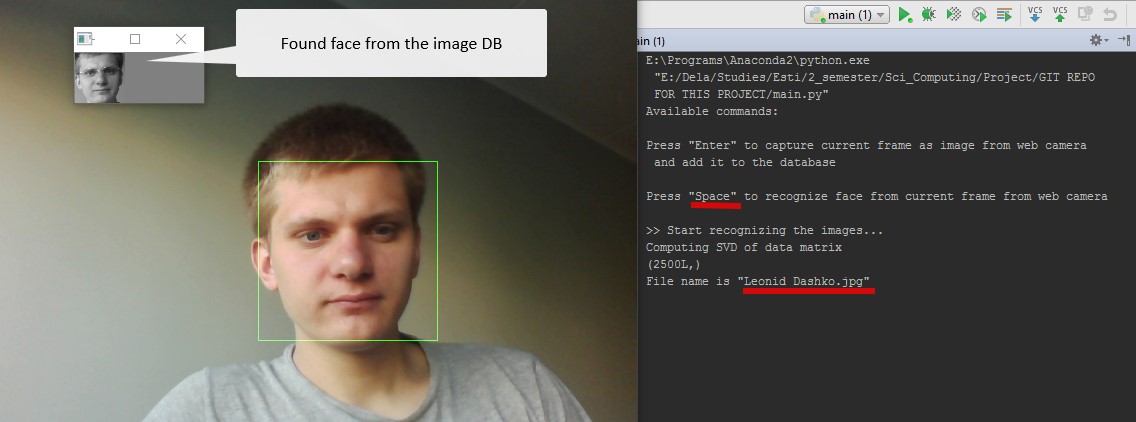 Found face from the image DB
main (1)
VCS
VCS
ain (1)
E:\Programs\Anaconda2\python.exe
"E:/Dela/Studies/Esti/2_semester/Sci_Computing/Project/GIT REPO
FOR THIS PROJECT/main.py"
Available commands:
Press "Enter" to capture current frame as image from web camera
and add it to the database
Press "Space" to recognize face from current frame from web camera
>> Start recognizing the images...
Computing SVD of data matrix
(2500L,)
File name is "Leonid Dashko.jpg"